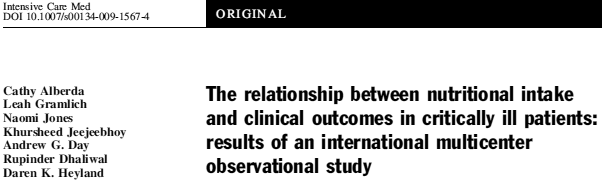 Intensive Care Med
DOI 10.1007/s00134-009-1567-4
ORIGINAL
Cathy Alberda
Leah Gramlich
Naomi Jones
Khursheed Jeejeebhoy
Andrew G. Day
Rupinder Dhaliwal
Daren K. Heyland
The relationship between nutritional intake
and clinical outcomes in critically ill patients:
results of an international multicenter
observational study